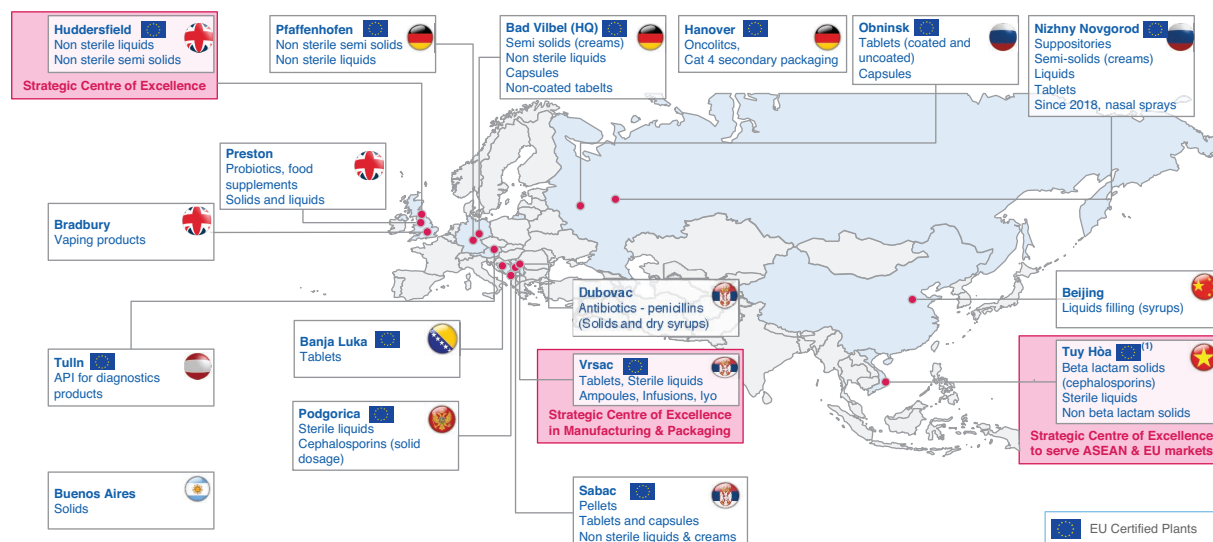 Huddersfield
Non sterile liquids
Non sterile semi solids
Strategic Centre of Excellence
Pfaffenhofen
Non sterile semi solids
Non sterile liquids
Bad Vilbel (HQ)
Semi solids (creams)
Non sterile liquids
Capsules
Non-coated tabelts
Hanover
Oncolitcs,
Cat 4 secondary packaging
Obninsk
Tablets (coated and
uncoated)
Capsules
Nizhny Novgorod
Suppositories
Semi-solids (creams)
Liquids
Tablets
Since 2018, nasal sprays
Preston
Probiotics, food
supplements
Solids and liquids
Bradbury
Vaping products
Dubovac
Antibiotics - penicillins
(Solids and dry syrups)
Beijing
Liquids filling (syrups)
Banja Luka
Tablets
Tulln
API for diagnostics
products
Vrsac
Tablets, Sterile liquids
Ampoules, Infusions, lyo
Strategic Centre of Excellence
in Manufacturing & Packaging
Tuy Hòa (1)
Beta lactam solids
(cephalosporins)
Sterile liquids
Non beta lactam solids
Strategic Centre of Excellence
to serve ASEAN & EU markets
Podgorica
Sterile liquids
Cephalosporins (solid
dosage)
Buenos Aires
Solids
Sabac
Pellets
Tablets and capsules
Non sterile liquids & creams
EU Certified Plants